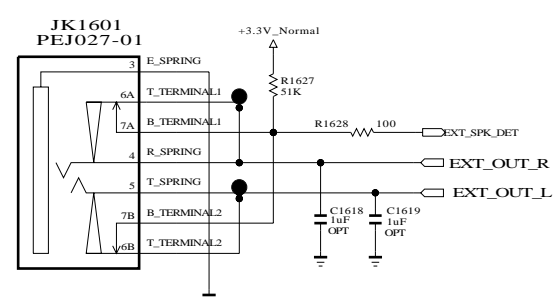 JK1601
PEJ027-01
+3.3V_Normal
3 E_SPRING
6A T_TERMINAL1
R1627
51K
7A B_TERMINAL1
R1628 100
EXT_SPK_DET
4 R_SPRING
EXT_OUT_R
5 T_SPRING
EXT_OUT_L
7B B_TERMINAL2
C1618
1uF
OPT
C1619
1uF
OPT
6B T_TERMINAL2